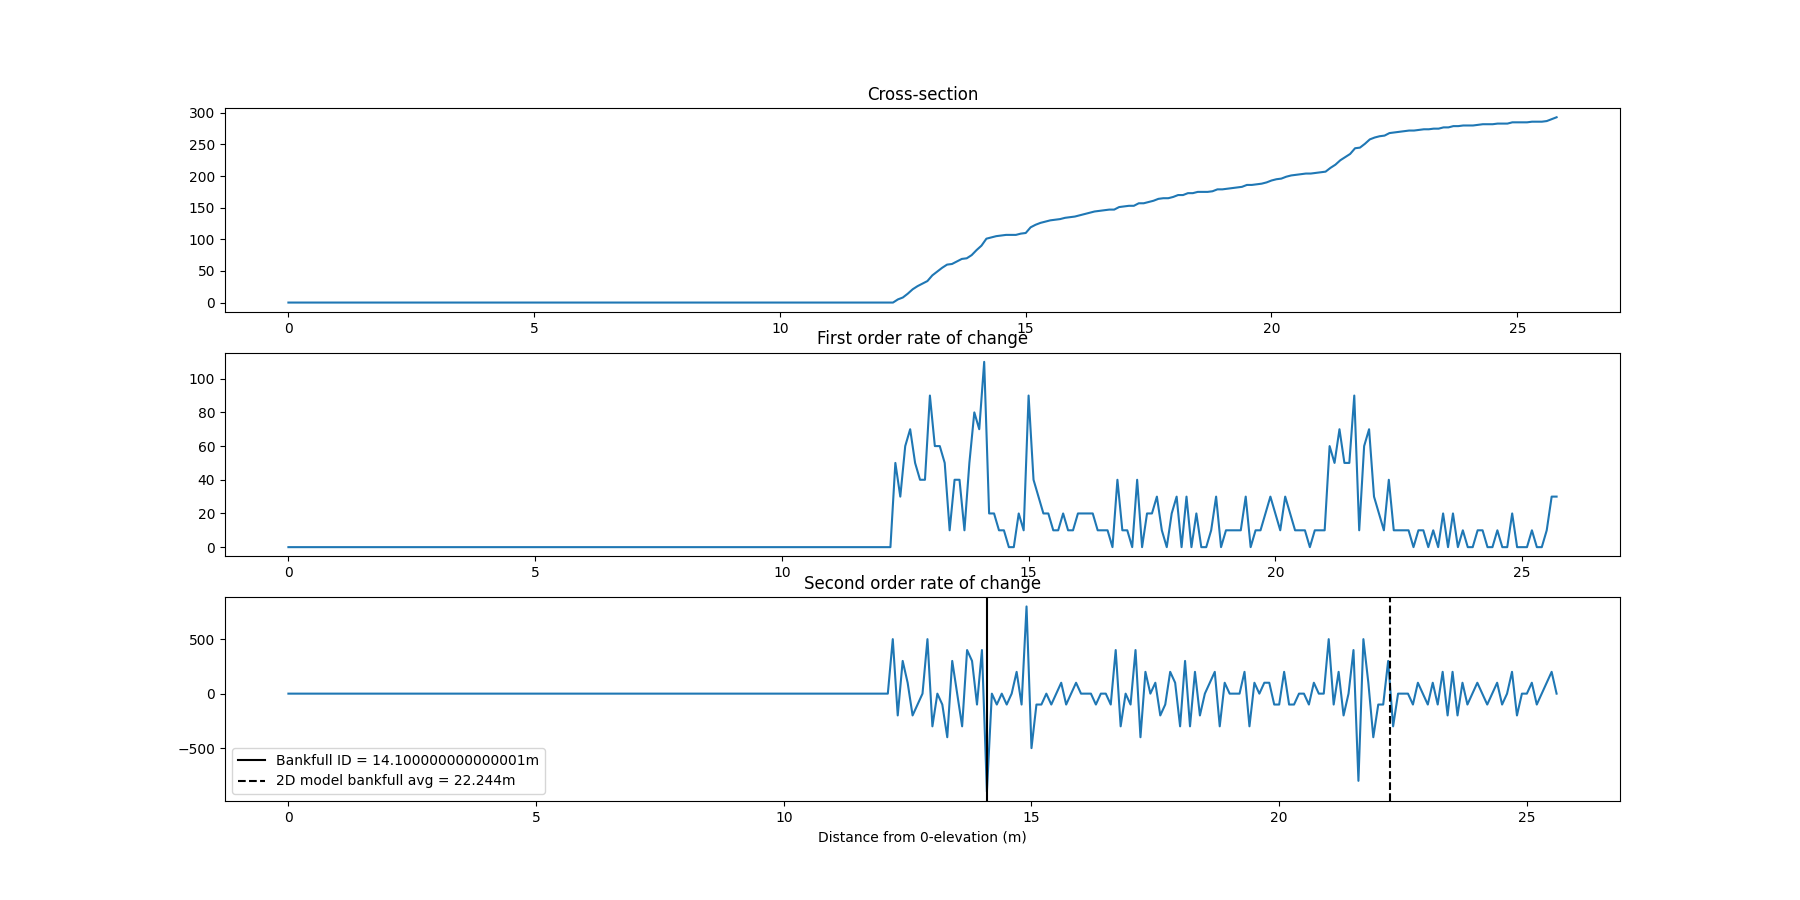 Cross-section
300
250
200
150
100
50
0
0 5 10 15 20 25
First order rate of change
100
80
60
40
20
0
0 5 10 15 20 25
Second order rate of change
500
0
−500
Bankfull ID = 14.100000000000001m
2D model bankfull avg = 22.244m
0 5 10 15 20 25
Distance from 0-elevation (m)